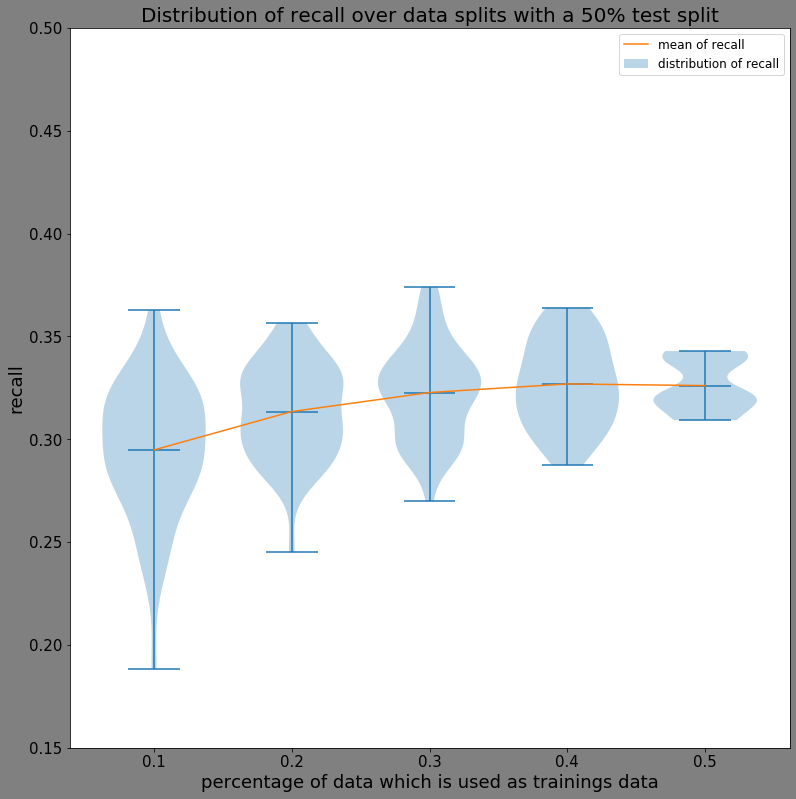 Distribution of recall over data splits with a 50% test split
mean of recall
distribution of recall
0.50
0.45
0.40
0.35
0.30
0.25
0.20
0.15
recall
0.1 0.2 0.3 0.4 0.5
percentage of data which is used as trainings data